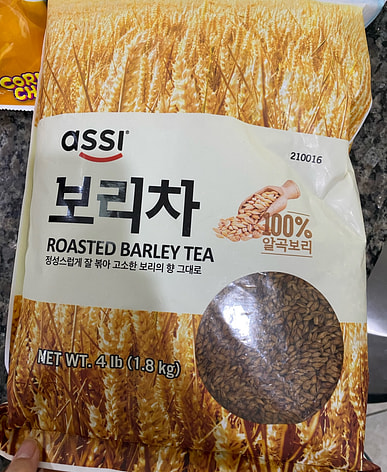 CORN
CH
assi
210016
보리차
100%
알곡보리
ROASTED BARLEY TEA
정성스럽게 잘 볶아 고소한 보리의 향 그대로
NET WT. 4 lb (1.8 kg)